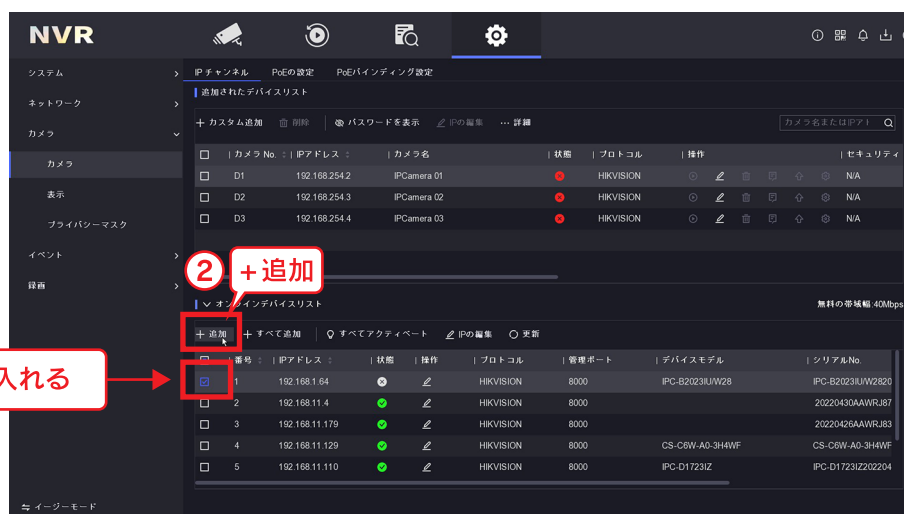 NVR
システム
ネットワーク
カメラ
カメラ
表示
プライバシーマスク
イベント
録画
イージーモード
IPチャンネル PoEの設定 PoEバインディング設定
追加されたデバイスリスト
+ カスタム追加 削除 パスワードを表示 IPの編集 ··· 詳細 カメラ名またはIPアド
カメラ No. IPアドレス カメラ名 状態 プロトコル 操作 セキュリティ
D1 192.168.254.2 IPCamera 01 HIKVISION N/A
D2 192.168.254.3 IPCamera 02 HIKVISION N/A
D3 192.168.254.4 IPCamera 03 HIKVISION N/A
② +追加
オンラインデバイスリスト 無料の帯域幅:40Mbps
+ 追加 + すべて追加 すべてアクティベート IPの編集 更新
番号 IPアドレス 状態 操作 プロトコル 管理ポート デバイスモデル シリアルNo.
入れる
1 192.168.1.64 HIKVISION 8000 IPC-B2023IU/W28 IPC-B2023IU/W2820
2 192.168.11.4 HIKVISION 8000 20220430AAWRJ87
3 192.168.11.179 HIKVISION 8000 20220426AAWRJ83
4 192.168.11.129 HIKVISION 8000 CS-C6W-A0-3H4WF CS-C6W-A0-3H4WF
5 192.168.11.110 HIKVISION 8000 IPC-D1723IZ IPC-D1723IZ202204